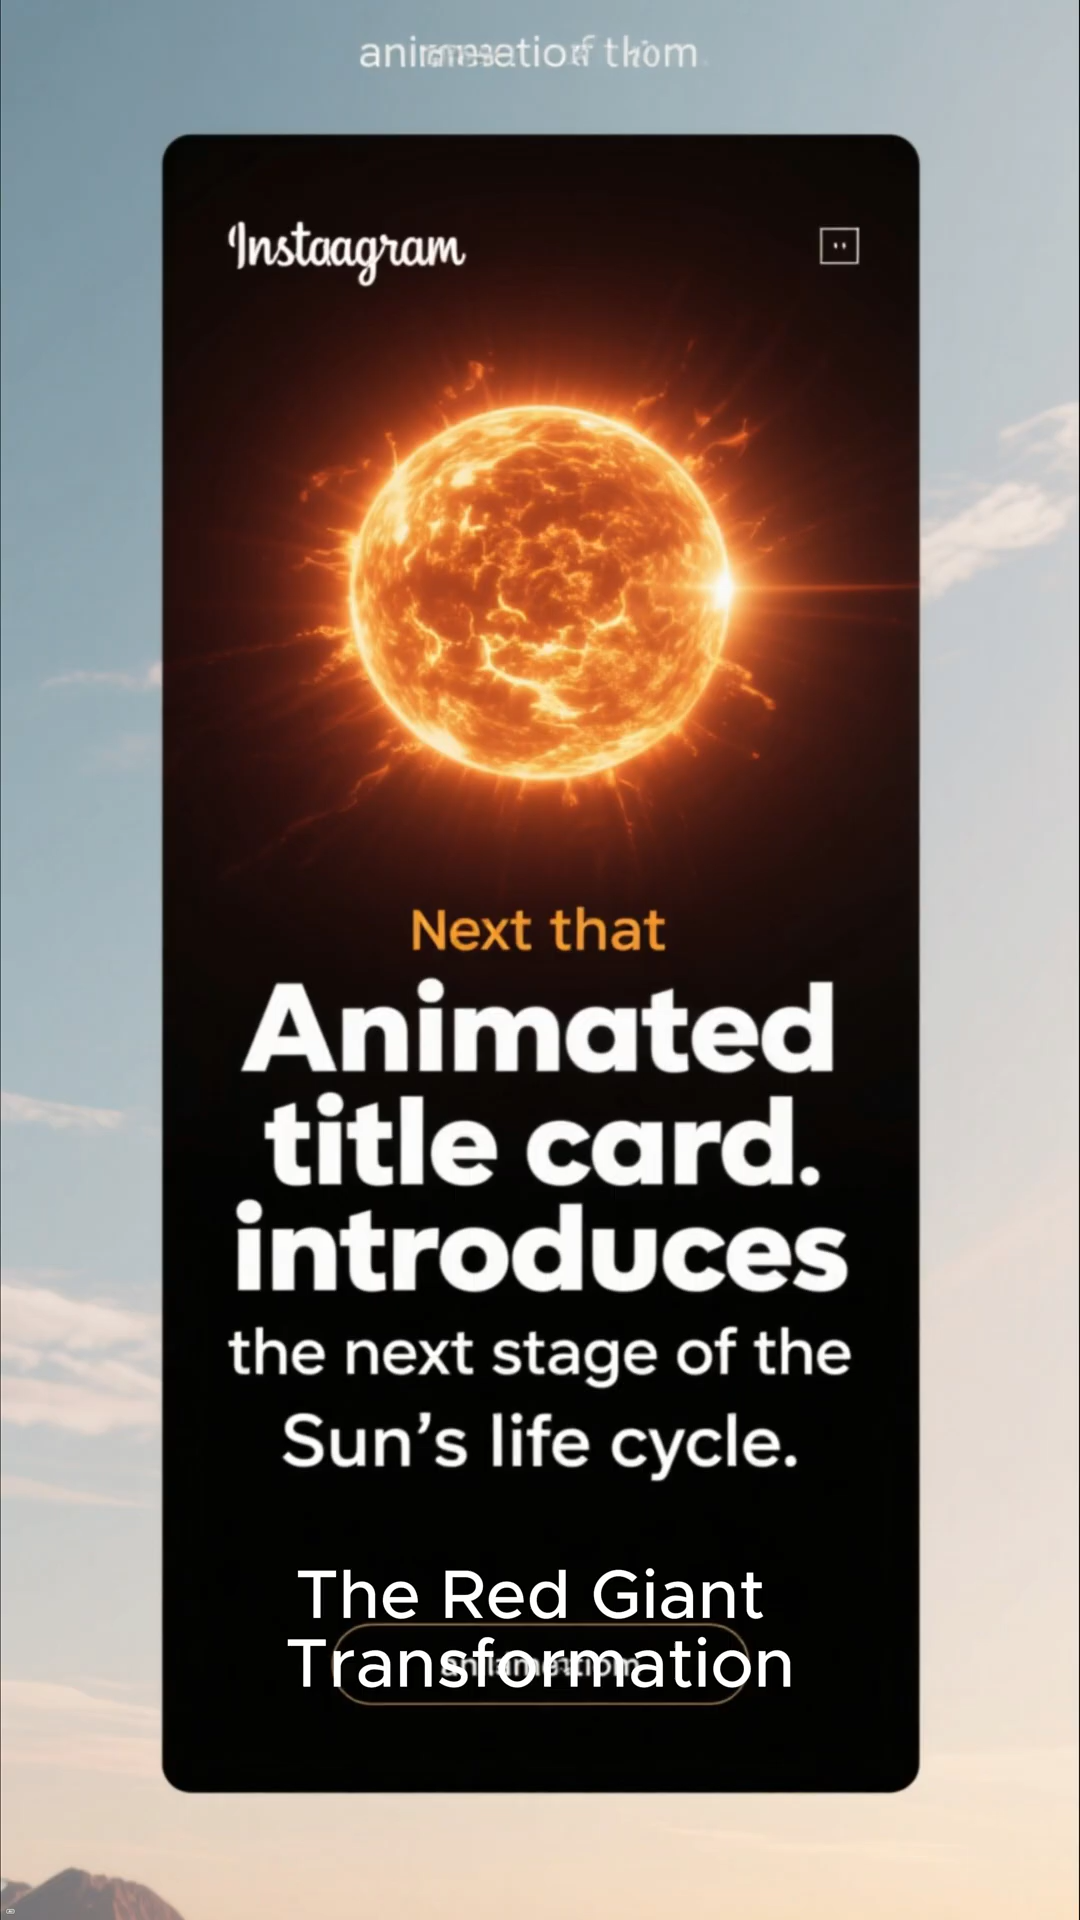 Instaagram
Next that
Animated
title card.
introduces
the next stage of the
Sun’s life cycle.
The Red Giant
Transformation